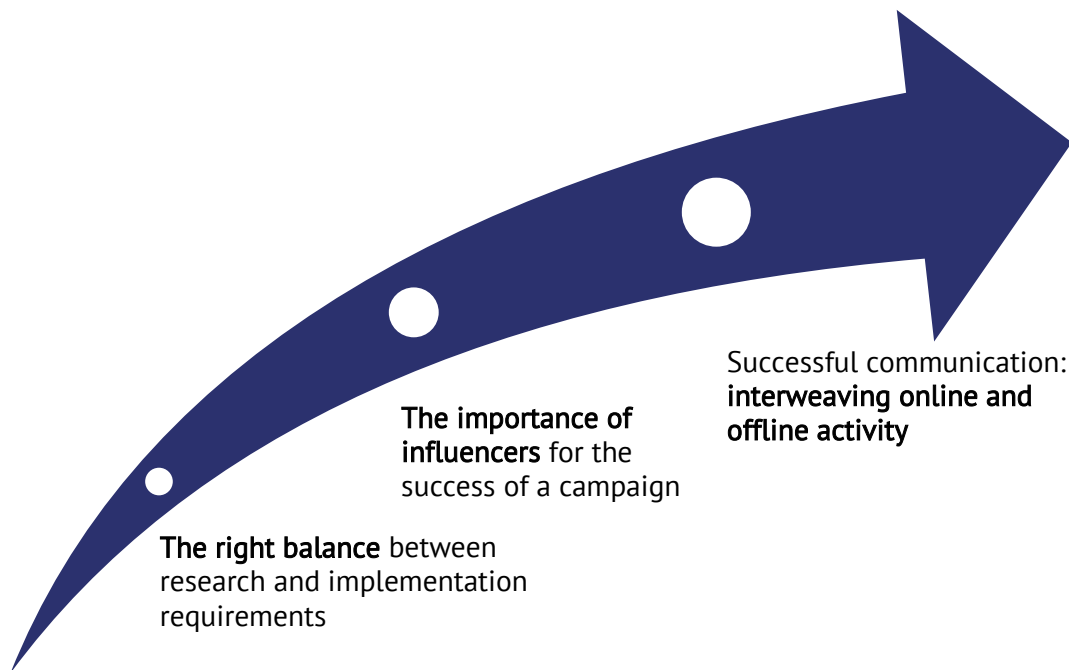 Successful communication:
interweaving online and
offline activity
The importance of
influencers for the
success of a campaign
The right balance between
research and implementation
requirements